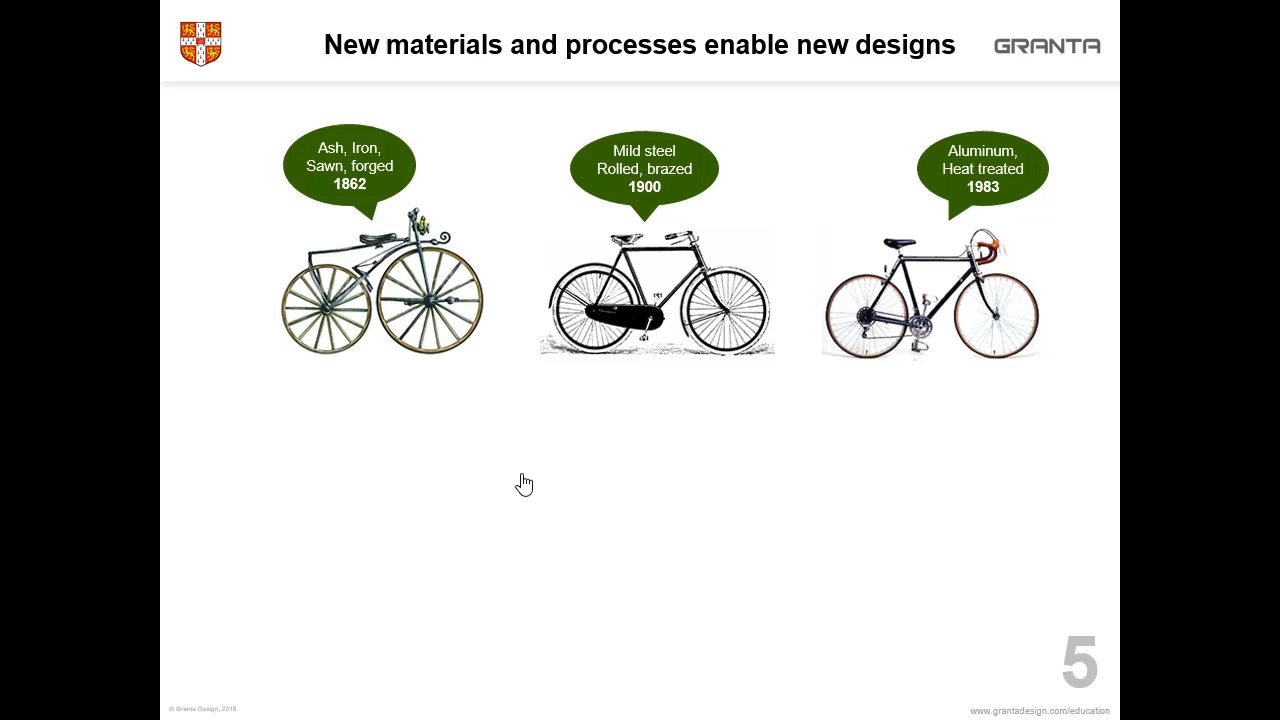 New materials and processes enable new designs
GRANTA
Ash, Iron,
Sawn, forged
1862
Mild steel
Rolled, brazed
1900
Aluminum,
Heat treated
1983
5
© Granta Design, 2018
www.grantadesign.com/education